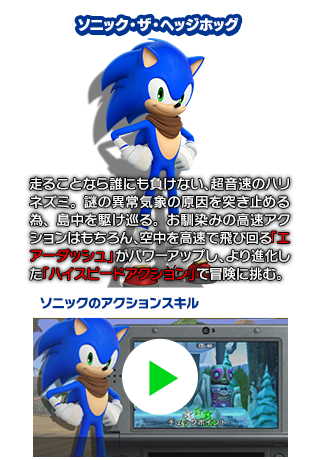 ソニック・ザ・ヘッジホッグ
走ることなら誰にも負けない、超音速のハリ
ネズミ。謎の異常気象の原因を突き止める
為、島中を駆け巡る。お馴染みの高速アク
ションはもちろん、空中を高速で飛び回る「エ
アーダッシュ」がパワーアップし、より進化し
た「ハイスピードアクション」で冒険に挑む。
ソニックのアクションスキル
05:46
チェックポイント